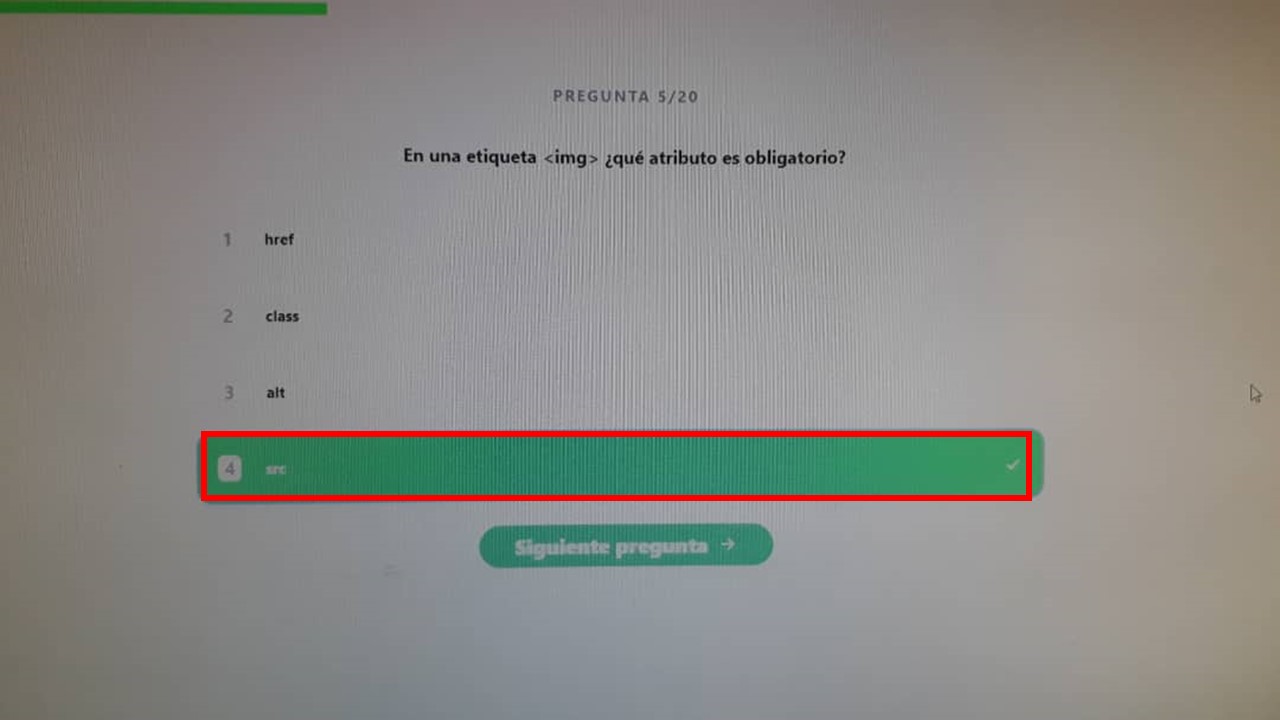 PREGUNTA 5/20
En una etiqueta <img> ¿qué atributo es obligatorio?
1 href
2 class
3 alt
4 src
Siguiente pregunta →